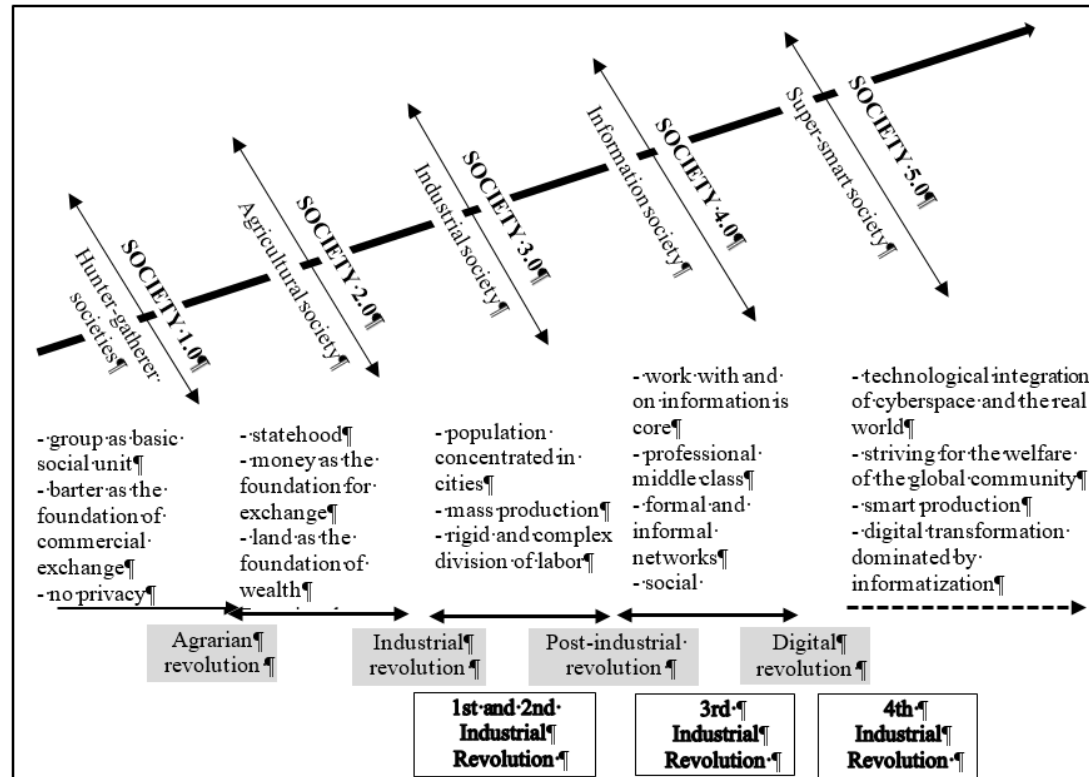 Hunter-gatherer·
societies¶
SOCIETY·1.0¶
Agricultural·society¶
SOCIETY·2.0¶
Industrial·society¶
SOCIETY·3.0¶
Information·society¶
SOCIETY·4.0¶
Super-smart·society¶
SOCIETY·5.0¶
-·group·as·basic·
social·unit¶
-·barter·as·the·
foundation·of·
commercial·
exchange¶
-·no·privacy¶
-·statehood¶
-·money·as·the·
foundation·for·
exchange¶
-·land·as·the·
foundation·of·
wealth¶
-·population·
concentrated·in·
cities¶
-·mass·production¶
-·rigid·and·complex·
division·of·labor¶
-·work·with·and·
on·information·is·
core¶
-·professional·
middle·class¶
-·formal·and·
informal·
networks¶
-·social·
-·technological·integration·
of·cyberspace·and·the·real·
world¶
-·striving·for·the·welfare·
of·the·global·community¶
-·smart·production¶
-·digital·transformation·
dominated·by·
informatization¶
Agrarian¶
revolution·¶
Industrial¶
revolution·¶
Post-industrial·
revolution·¶
Digital¶
revolution·¶
1st·and·2nd·
Industrial¶
Revolution·¶
3rd·¶
Industrial¶
Revolution·¶
4th·¶
Industrial¶
Revolution·¶